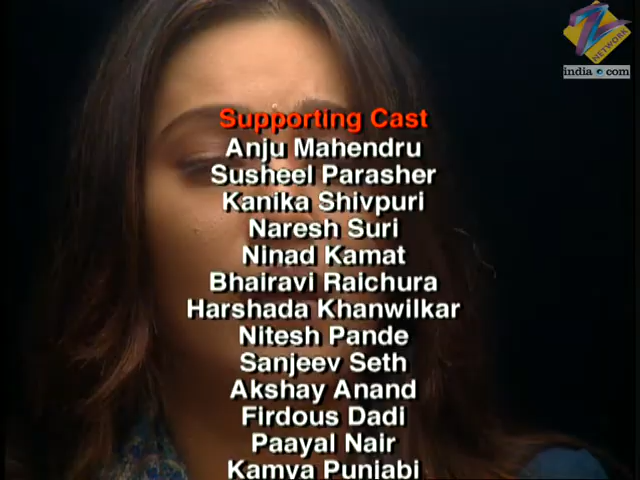 Z
NETWORK
india.com
Supporting Cast
Anju Mahendru
Susheel Parasher
Kanika Shivpuri
Naresh Suri
Ninad Kamat
Bhairavi Raichura
Harshada Khanwilkar
Nitesh Pande
Sanjeev Seth
Akshay Anand
Firdous Dadi
Paayal Nair
Kamya Punjabi